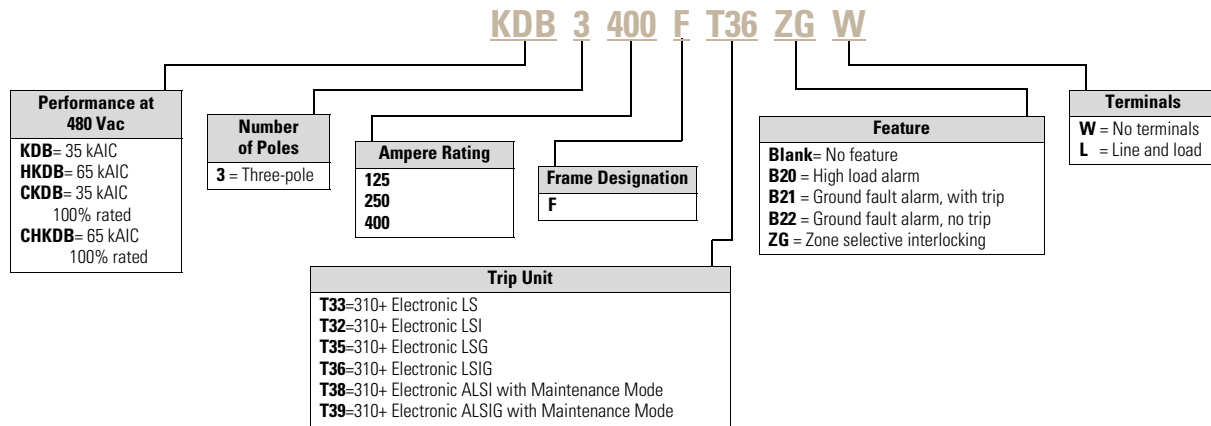 KDB 3 400 F T36 ZG W
Performance at
480 Vac
KDB= 35 kAIC
HKDB= 65 kAIC
CKDB= 35 kAIC
100% rated
CHKDB= 65 kAIC
100% rated
Number
of Poles
3 = Three-pole
Ampere Rating
125
250
400
Frame Designation
F
Trip Unit
T33=310+ Electronic LS
T32=310+ Electronic LSI
T35=310+ Electronic LSG
T36=310+ Electronic LSIG
T38=310+ Electronic ALSI with Maintenance Mode
T39=310+ Electronic ALSIG with Maintenance Mode
Feature
Blank= No feature
B20 = High load alarm
B21 = Ground fault alarm, with trip
B22 = Ground fault alarm, no trip
ZG = Zone selective interlocking
Terminals
W = No terminals
L = Line and load